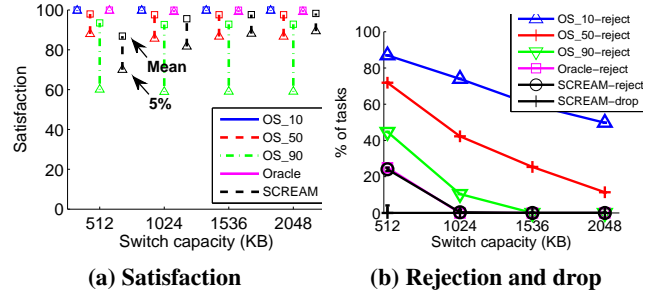 Satisfaction
100
80
60
40
20
0
Mean
5%
OS_10
OS_50
OS_90
Oracle
SCREAM
512
1024
1536
2048
Switch capacity (KB)
(a) Satisfaction
% of tasks
100
80
60
40
20
0
OS_10−reject
OS_50−reject
OS_90−reject
Oracle−reject
SCREAM−reject
SCREAM−drop
512
1024
1536
2048
Switch capacity (KB)
(b) Rejection and drop